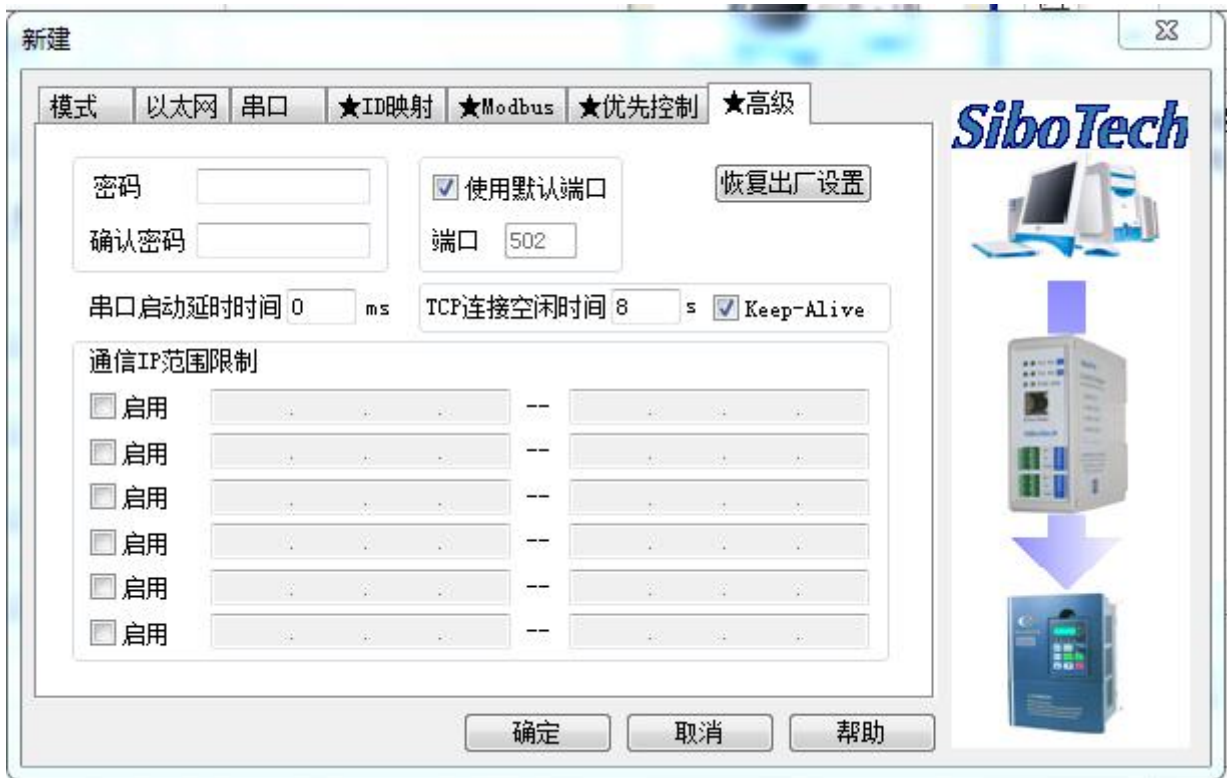 新建
模式 以太网 串口 ★ID映射 ★Modbus ★优先控制 ★高级
SiboTech
密码 使用默认端口 恢复出厂设置
确认密码 端口 502
串口启动延时时间 0 ms TCP连接空闲时间 8 s Keep-Alive
通信IP范围限制
启用 . . . -- . . .
启用 . . . -- . . .
启用 . . . -- . . .
启用 . . . -- . . .
启用 . . . -- . . .
启用 . . . -- . . .
确定 取消 帮助